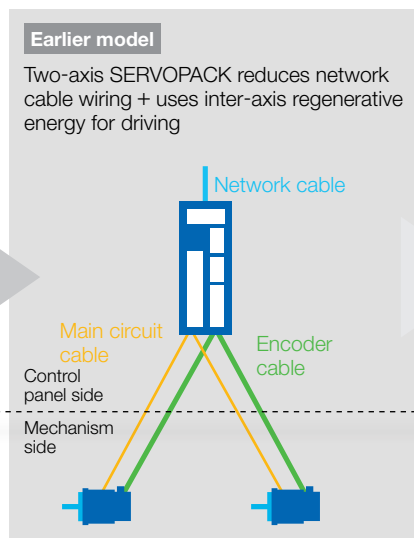 Earlier model
Two-axis SERVOPACK reduces network
cable wiring + uses inter-axis regenerative
energy for driving
Network cable
Main circuit
cable
Encoder
cable
Control
panel side
Mechanism
side